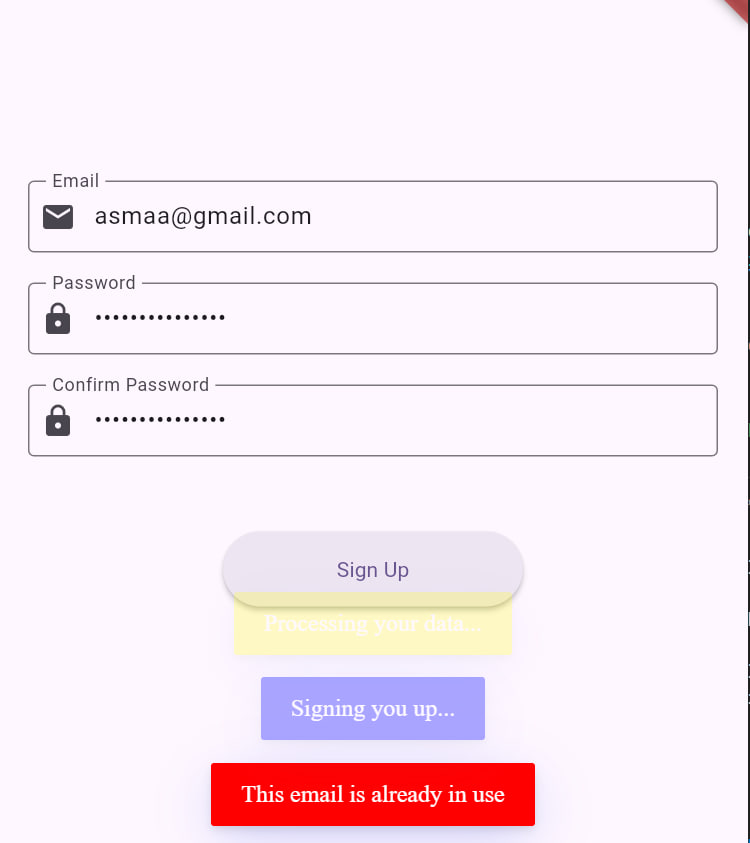 Email
asmaa@gmail.com
Password
•••••••••••••••
Confirm Password
•••••••••••••••
Sign Up
Processing your data...
Signing you up...
This email is already in use